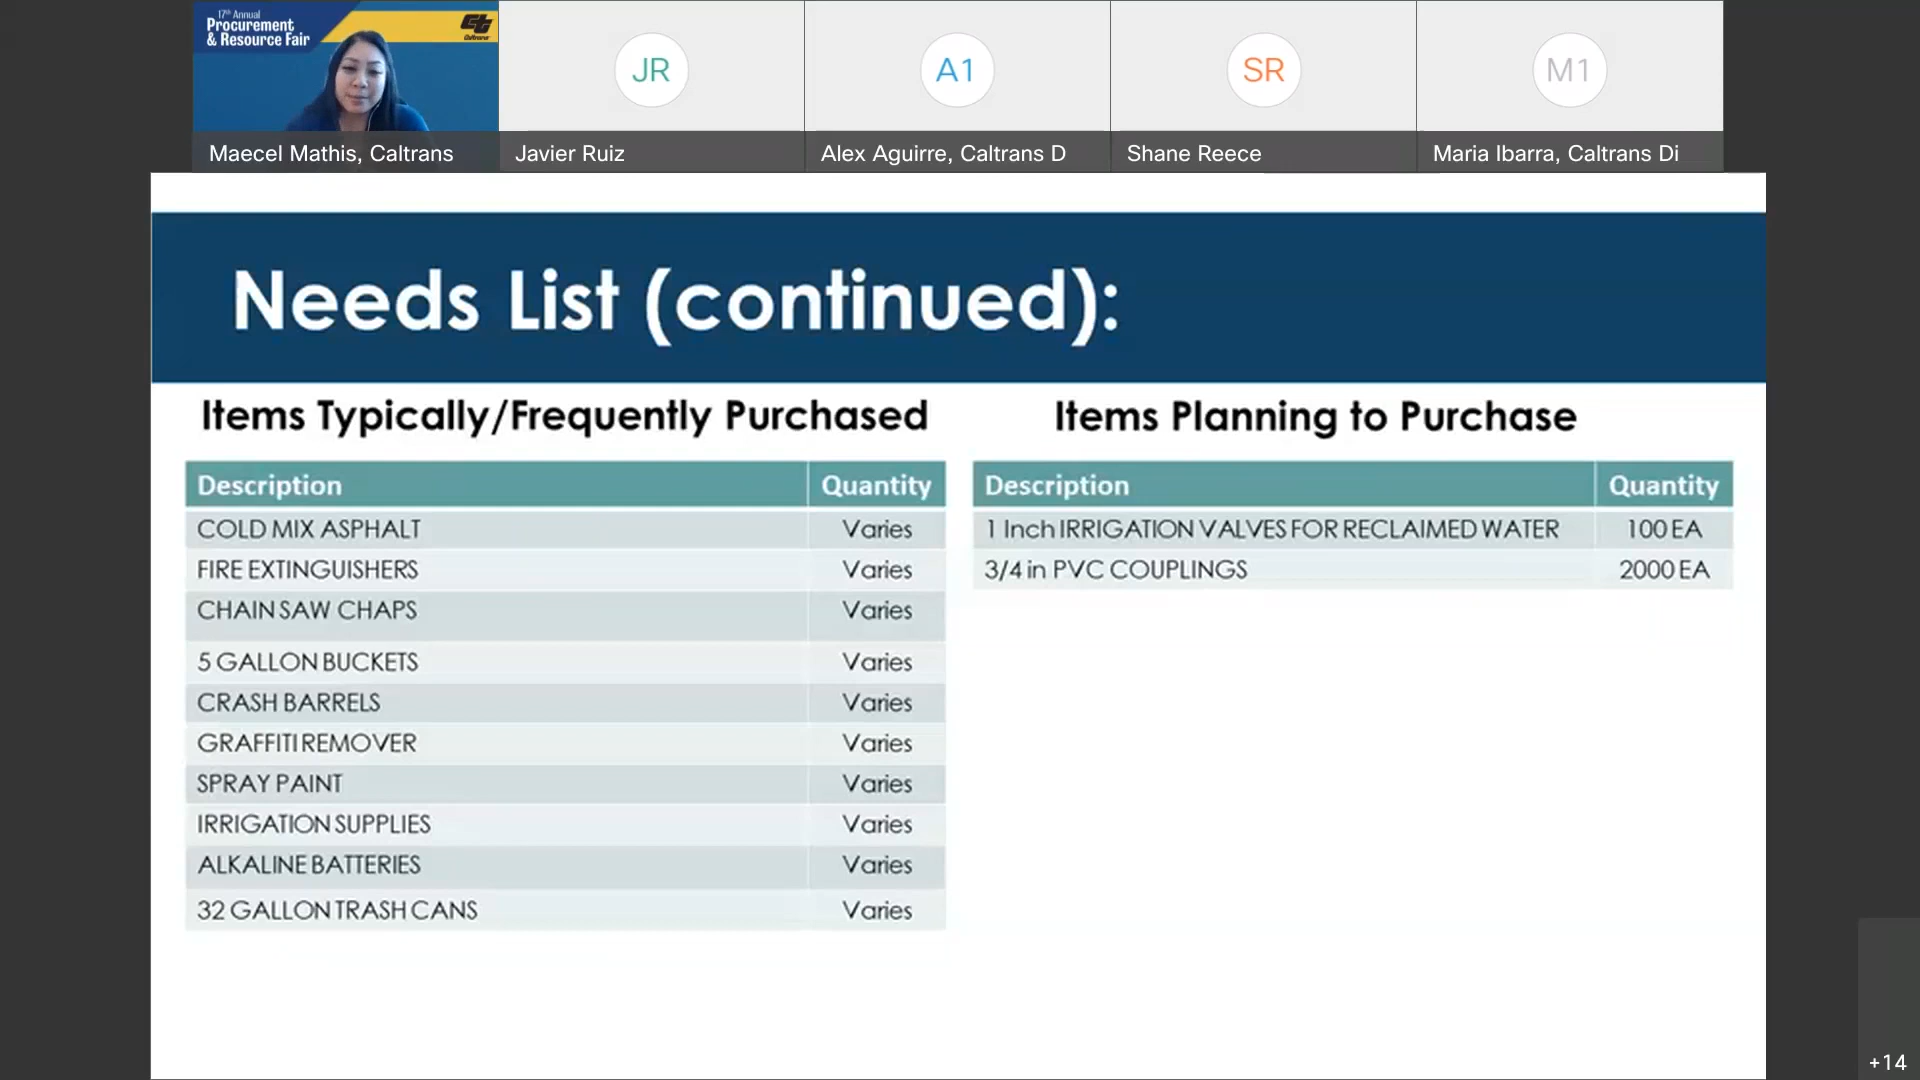 17th Annual
Procurement
& Resource Fair
Ct
Caltrans
JR
A1
SR
M1
Maecel Mathis, Caltrans
Javier Ruiz
Alex Aguirre, Caltrans D
Shane Reece
Maria Ibarra, Caltrans Di
Needs List (continued):
Items Typically/Frequently Purchased
Description Quantity
COLD MIX ASPHALT Varies
FIRE EXTINGUISHERS Varies
CHAIN SAW CHAPS Varies
5 GALLON BUCKETS Varies
CRASH BARRELS Varies
GRAFFITI REMOVER Varies
SPRAY PAINT Varies
IRRIGATION SUPPLIES Varies
ALKALINE BATTERIES Varies
32 GALLON TRASH CANS Varies
Items Planning to Purchase
Description Quantity
1 Inch IRRIGATION VALVES FOR RECLAIMED WATER 100 EA
3/4 in PVC COUPLINGS 2000 EA
+14